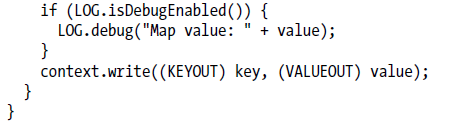 if (LOG.isDebugEnabled()) {
      LOG.debug("Map value: " + value);
    }
    context.write((KEYOUT) key, (VALUEOUT) value);
  }
}